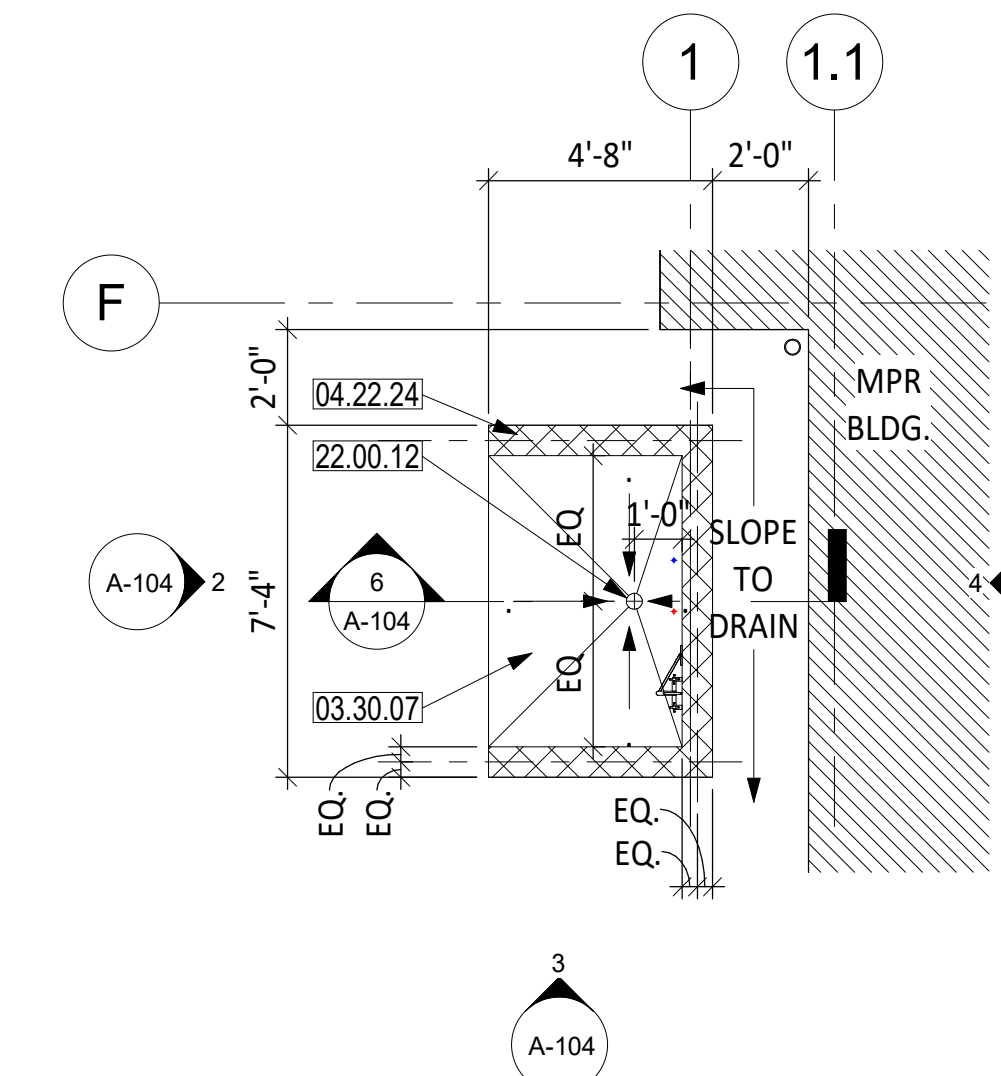 1
1.1
4'-8"
2'-0"
F
2'-0"
04.22.24
MPR
BLDG.
22.00.12
1'-0"
EQ
SLOPE
TO
DRAIN
A-104
2
6
A-104
7'-4"
4
EQ
03.30.07
EQ.
EQ.
EQ.
EQ.
3
A-104